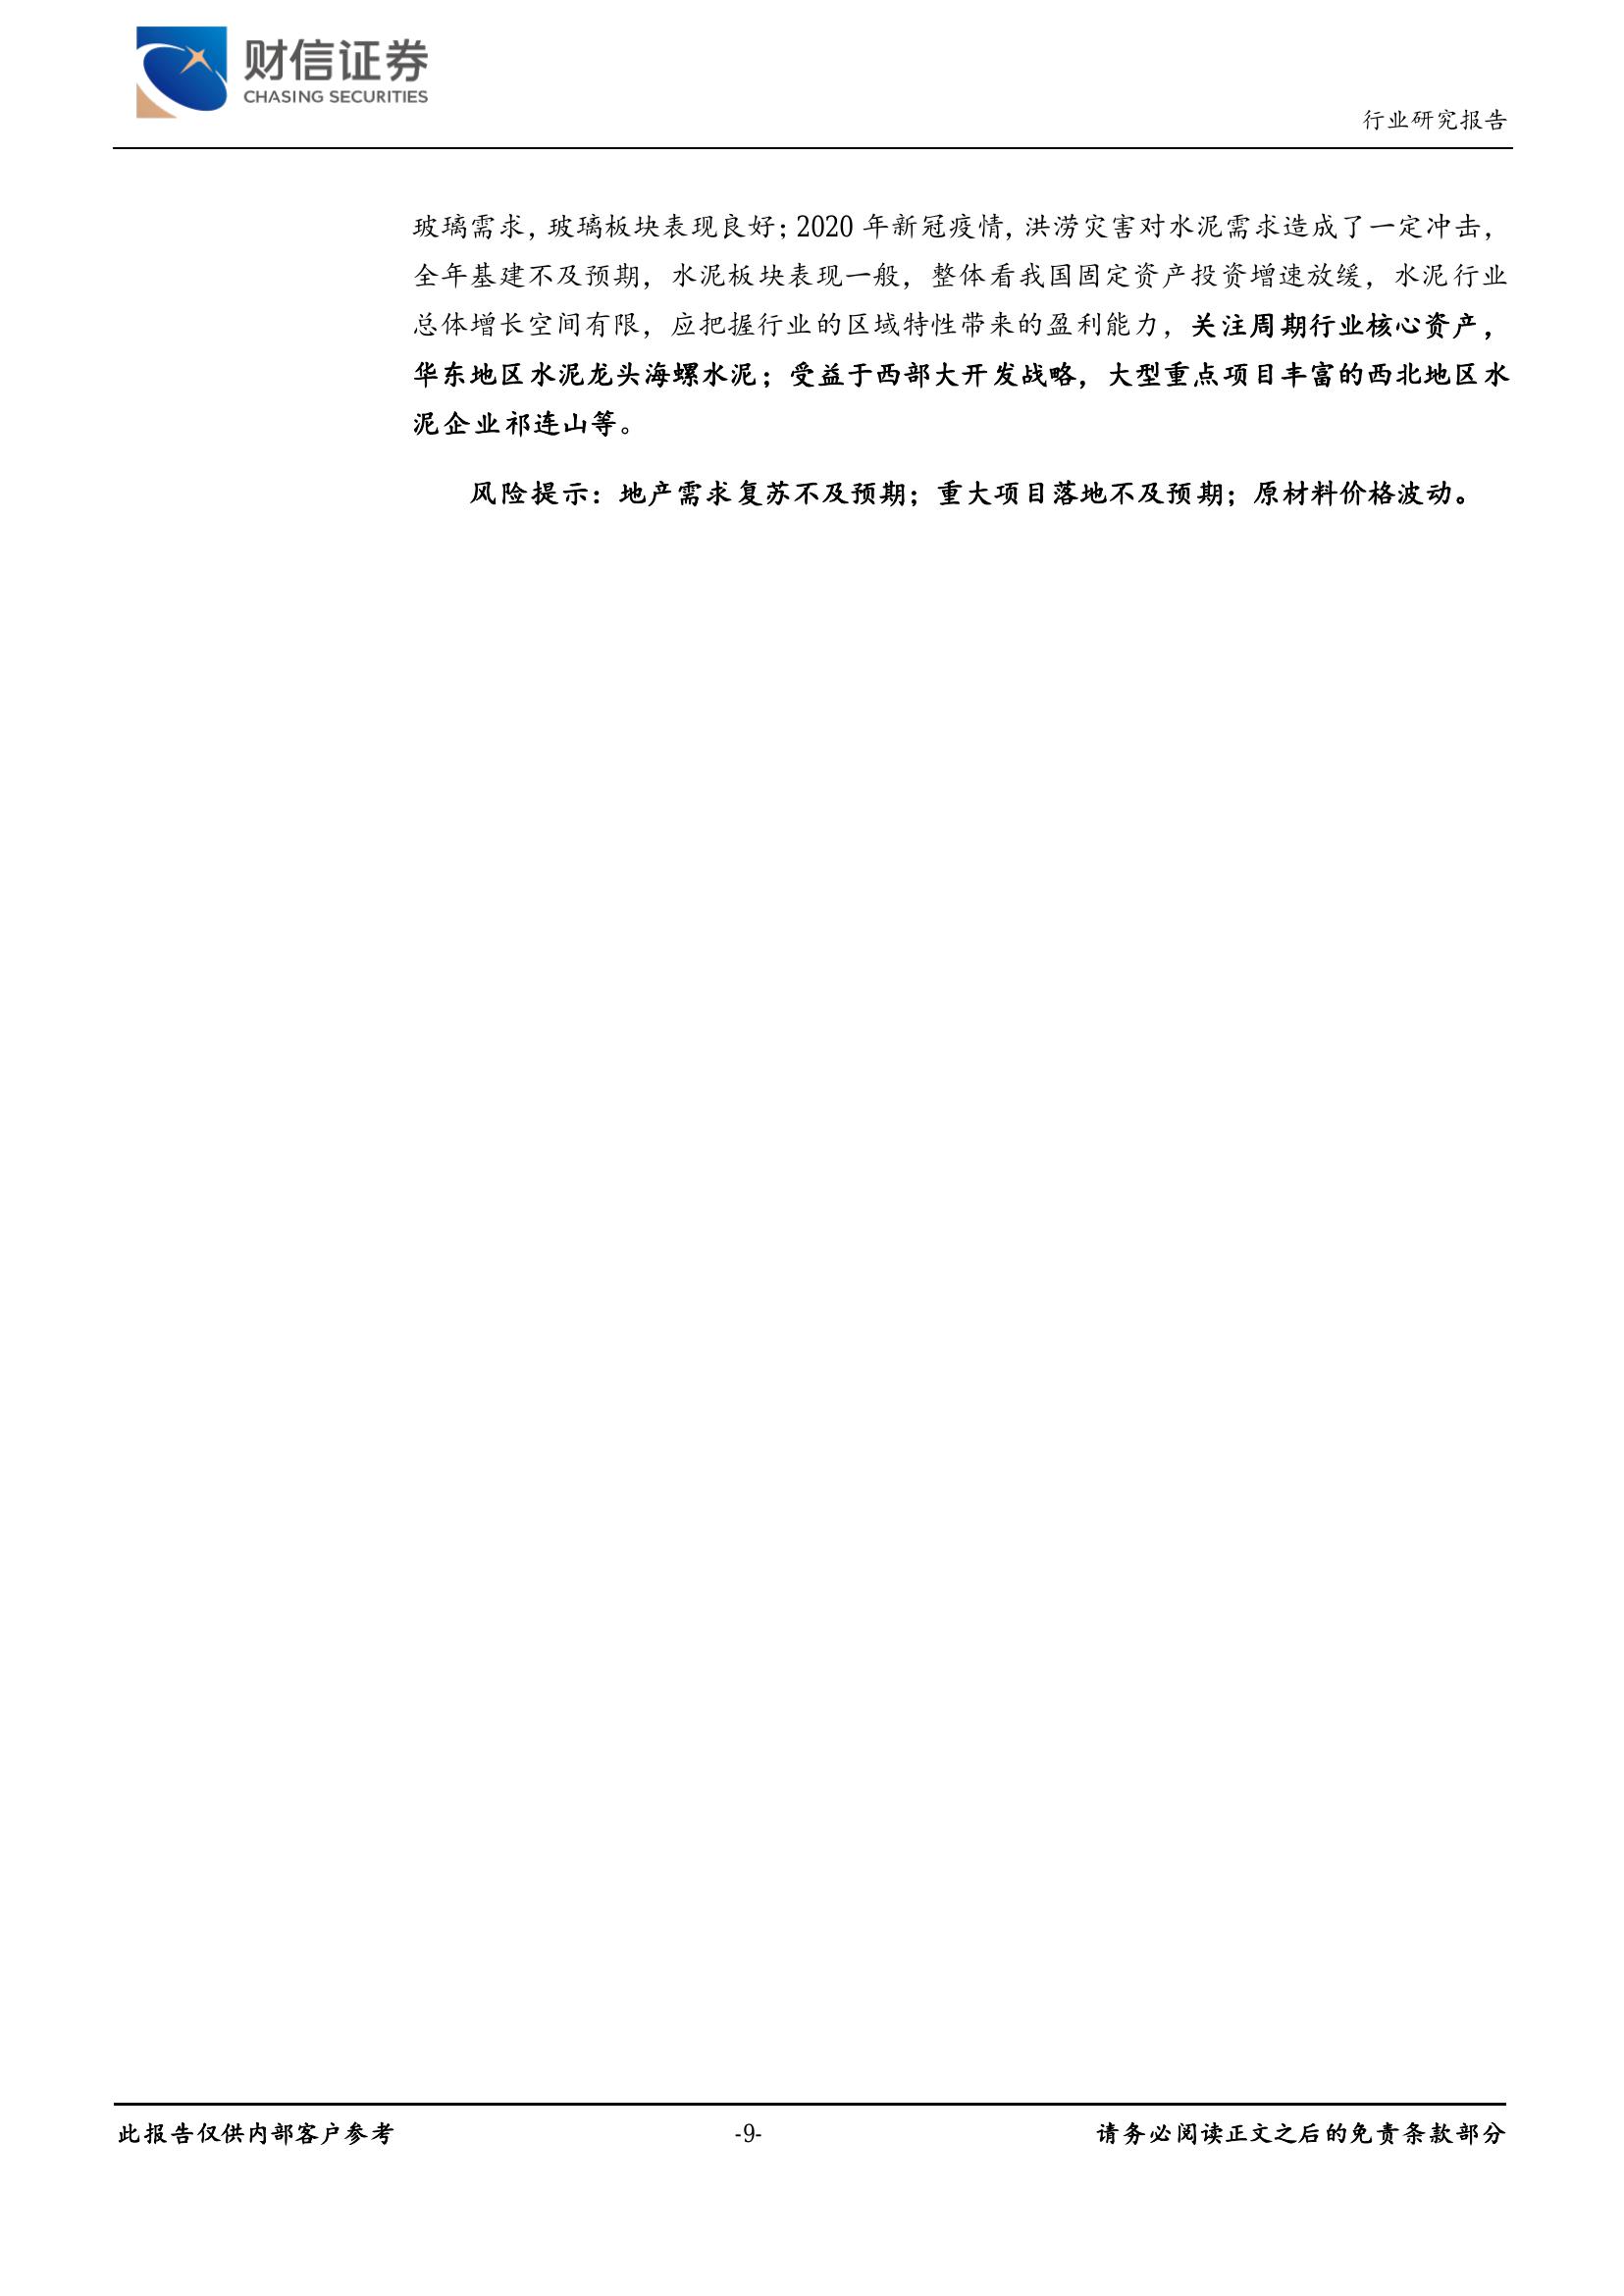 财信证券
CHASING SECURITIES
行业研究报告
玻璃需求，玻璃板块表现良好；2020 年新冠疫情，洪涝灾害对水泥需求造成了一定冲击，
全年基建不及预期，水泥板块表现一般，整体看我国固定资产投资增速放缓，水泥行业
总体增长空间有限，应把握行业的区域特性带来的盈利能力，关注周期行业核心资产，
华东地区水泥龙头海螺水泥；受益于西部大开发战略，大型重点项目丰富的西北地区水
泥企业祁连山等。
风险提示：地产需求复苏不及预期；重大项目落地不及预期；原材料价格波动。
此报告仅供内部客户参考
-9-
请务必阅读正文之后的免责条款部分